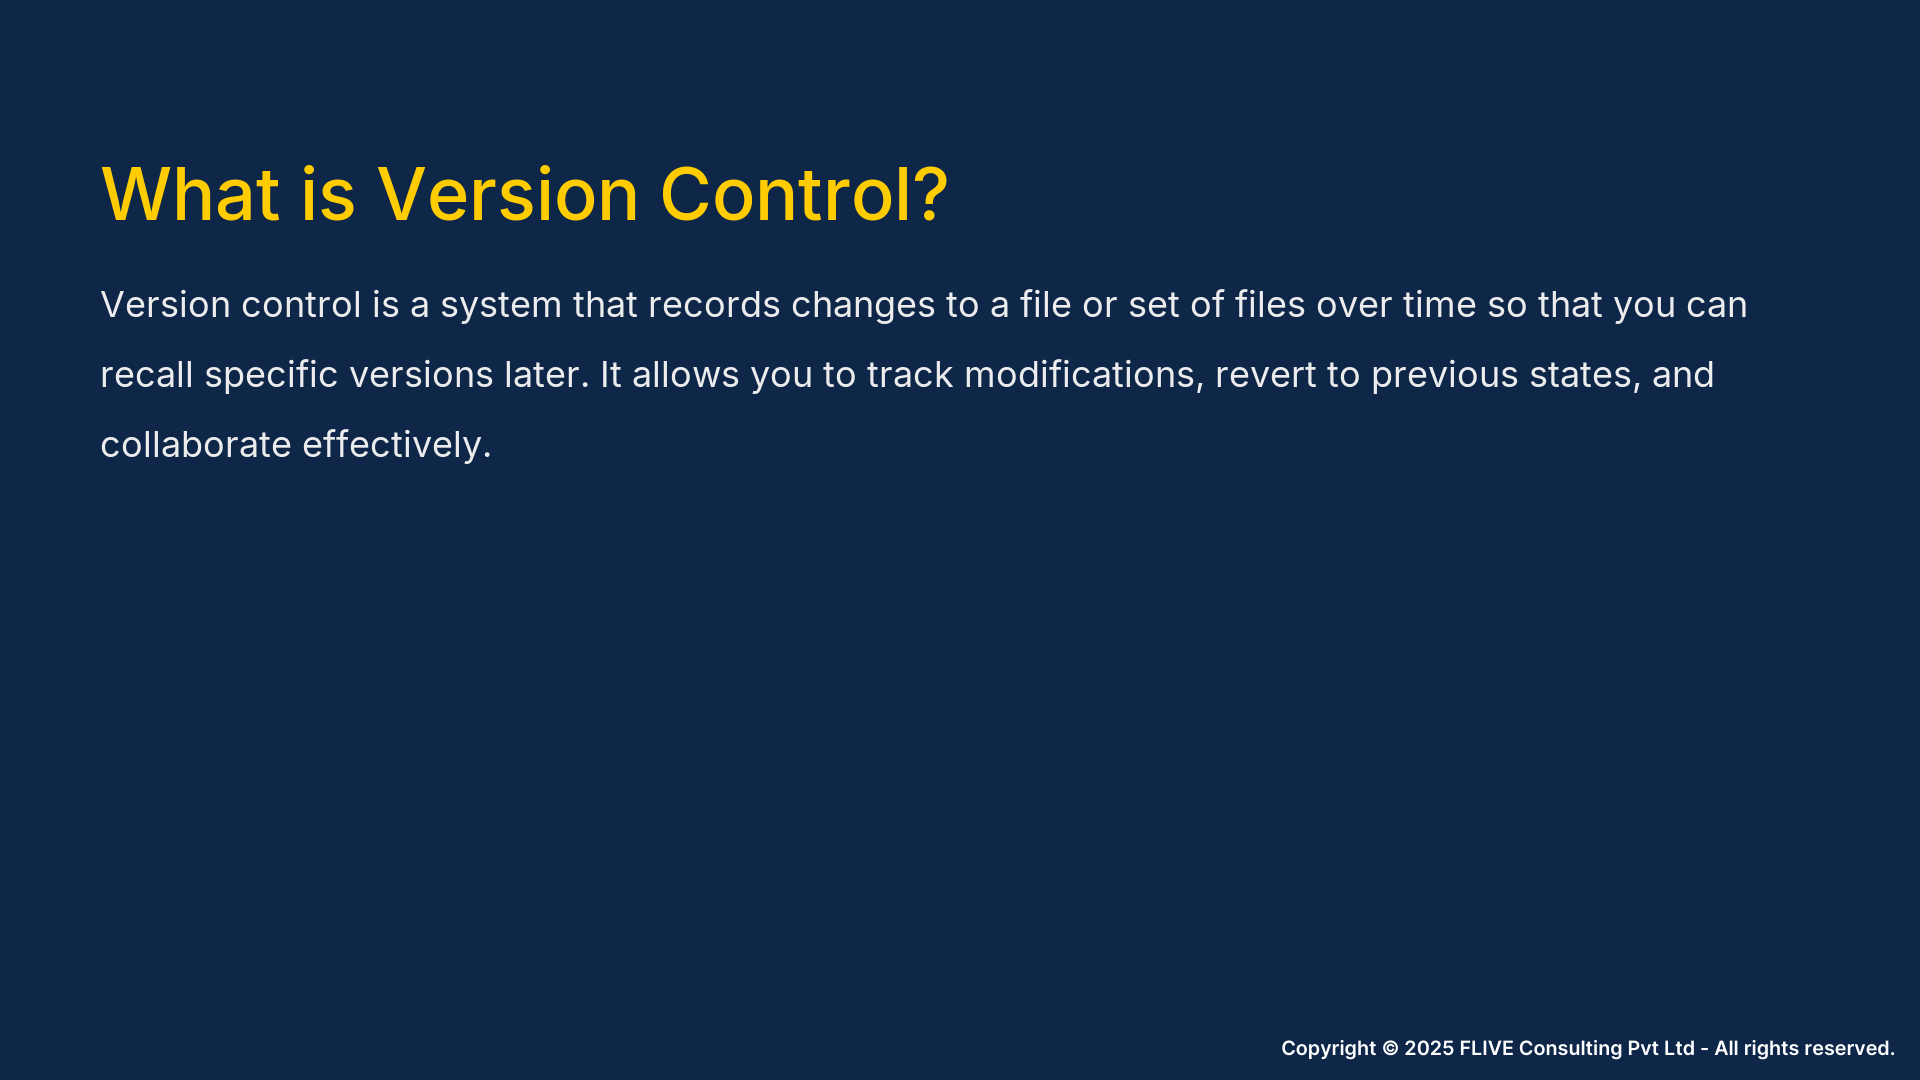 What is Version Control?
Version control is a system that records changes to a file or set of files over time so that you can
recall specific versions later. It allows you to track modifications, revert to previous states, and
collaborate effectively.
Copyright © 2025 FLIVE Consulting Pvt Ltd - All rights reserved.